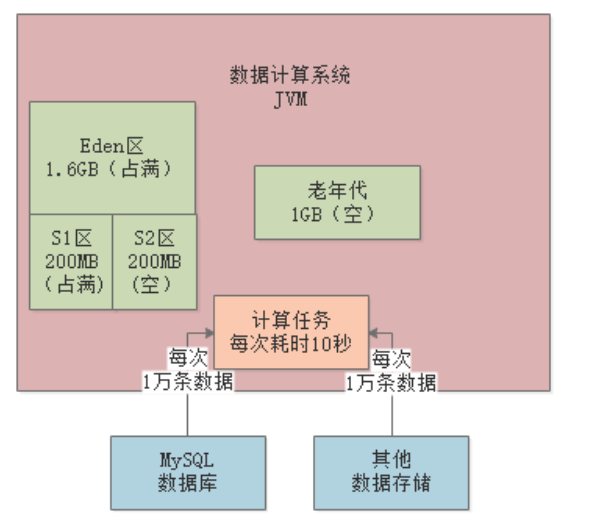 数据计算系统
JVM
Eden区
1.6GB（占满）
老年代
1GB（空）
S1区
200MB
（占满)
S2区
200MB
(空）
计算任务
每次耗时10秒
每次
1万条数据
每次
1万条数据
MySQL
数据库
其他
数据存储